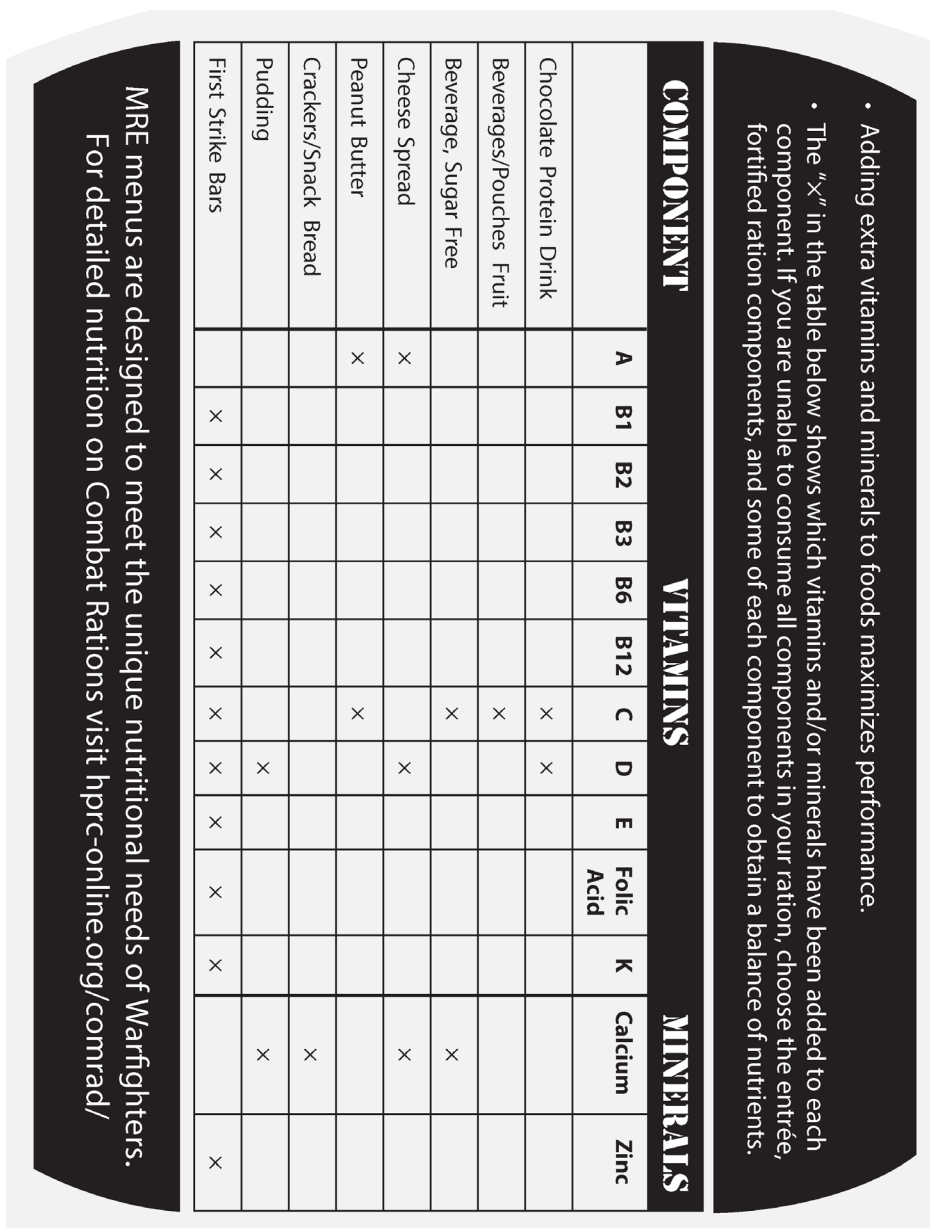 • Adding extra vitamins and minerals to foods maximizes performance.
• The “×” in the table below shows which vitamins and/or minerals have been added to each
component. If you are unable to consume all components in your ration, choose the entrée,
fortified ration components, and some of each component to obtain a balance of nutrients.
COMPONENT VITAMINS MINERALS
A B1 B2 B3 B6 B12 C D E Folic Acid K Calcium Zinc
Chocolate Protein Drink × ×
Beverages/Pouches Fruit ×
Beverage, Sugar Free × ×
Cheese Spread × × ×
Peanut Butter × ×
Crackers/Snack Bread ×
Pudding × ×
First Strike Bars × × × × × × × × × × ×
MRE menus are designed to meet the unique nutritional needs of Warfighters.
For detailed nutrition on Combat Rations visit hprc-online.org/comrad/